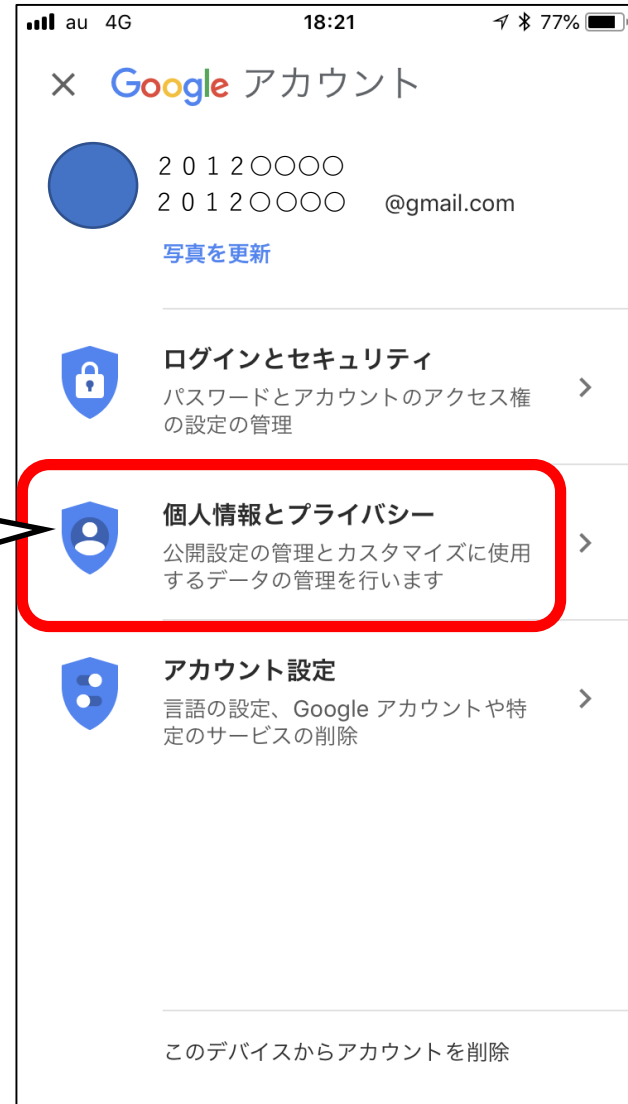 au 4G 18:21 77%
× Google アカウント
２０１２〇〇〇〇
２０１２〇〇〇〇 @gmail.com
写真を更新
ログインとセキュリティ
パスワードとアカウントのアクセス権
の設定の管理
個人情報とプライバシー
公開設定の管理とカスタマイズに使用
するデータの管理を行います
アカウント設定
言語の設定、Google アカウントや特
定のサービスの削除
このデバイスからアカウントを削除